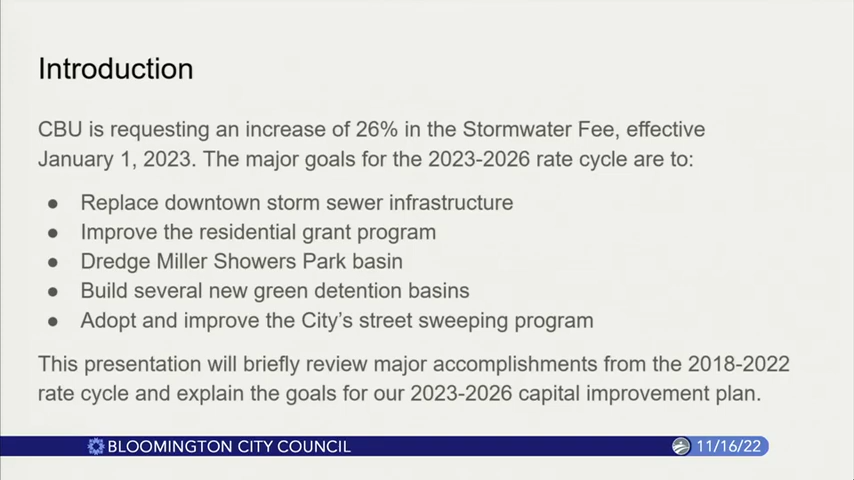 Introduction
CBU is requesting an increase of 26% in the Stormwater Fee, effective
January 1, 2023. The major goals for the 2023-2026 rate cycle are to:
● Replace downtown storm sewer infrastructure
● Improve the residential grant program
● Dredge Miller Showers Park basin
● Build several new green detention basins
● Adopt and improve the City's street sweeping program
This presentation will briefly review major accomplishments from the 2018-2022
rate cycle and explain the goals for our 2023-2026 capital improvement plan.
BLOOMINGTON CITY COUNCIL
11/16/22